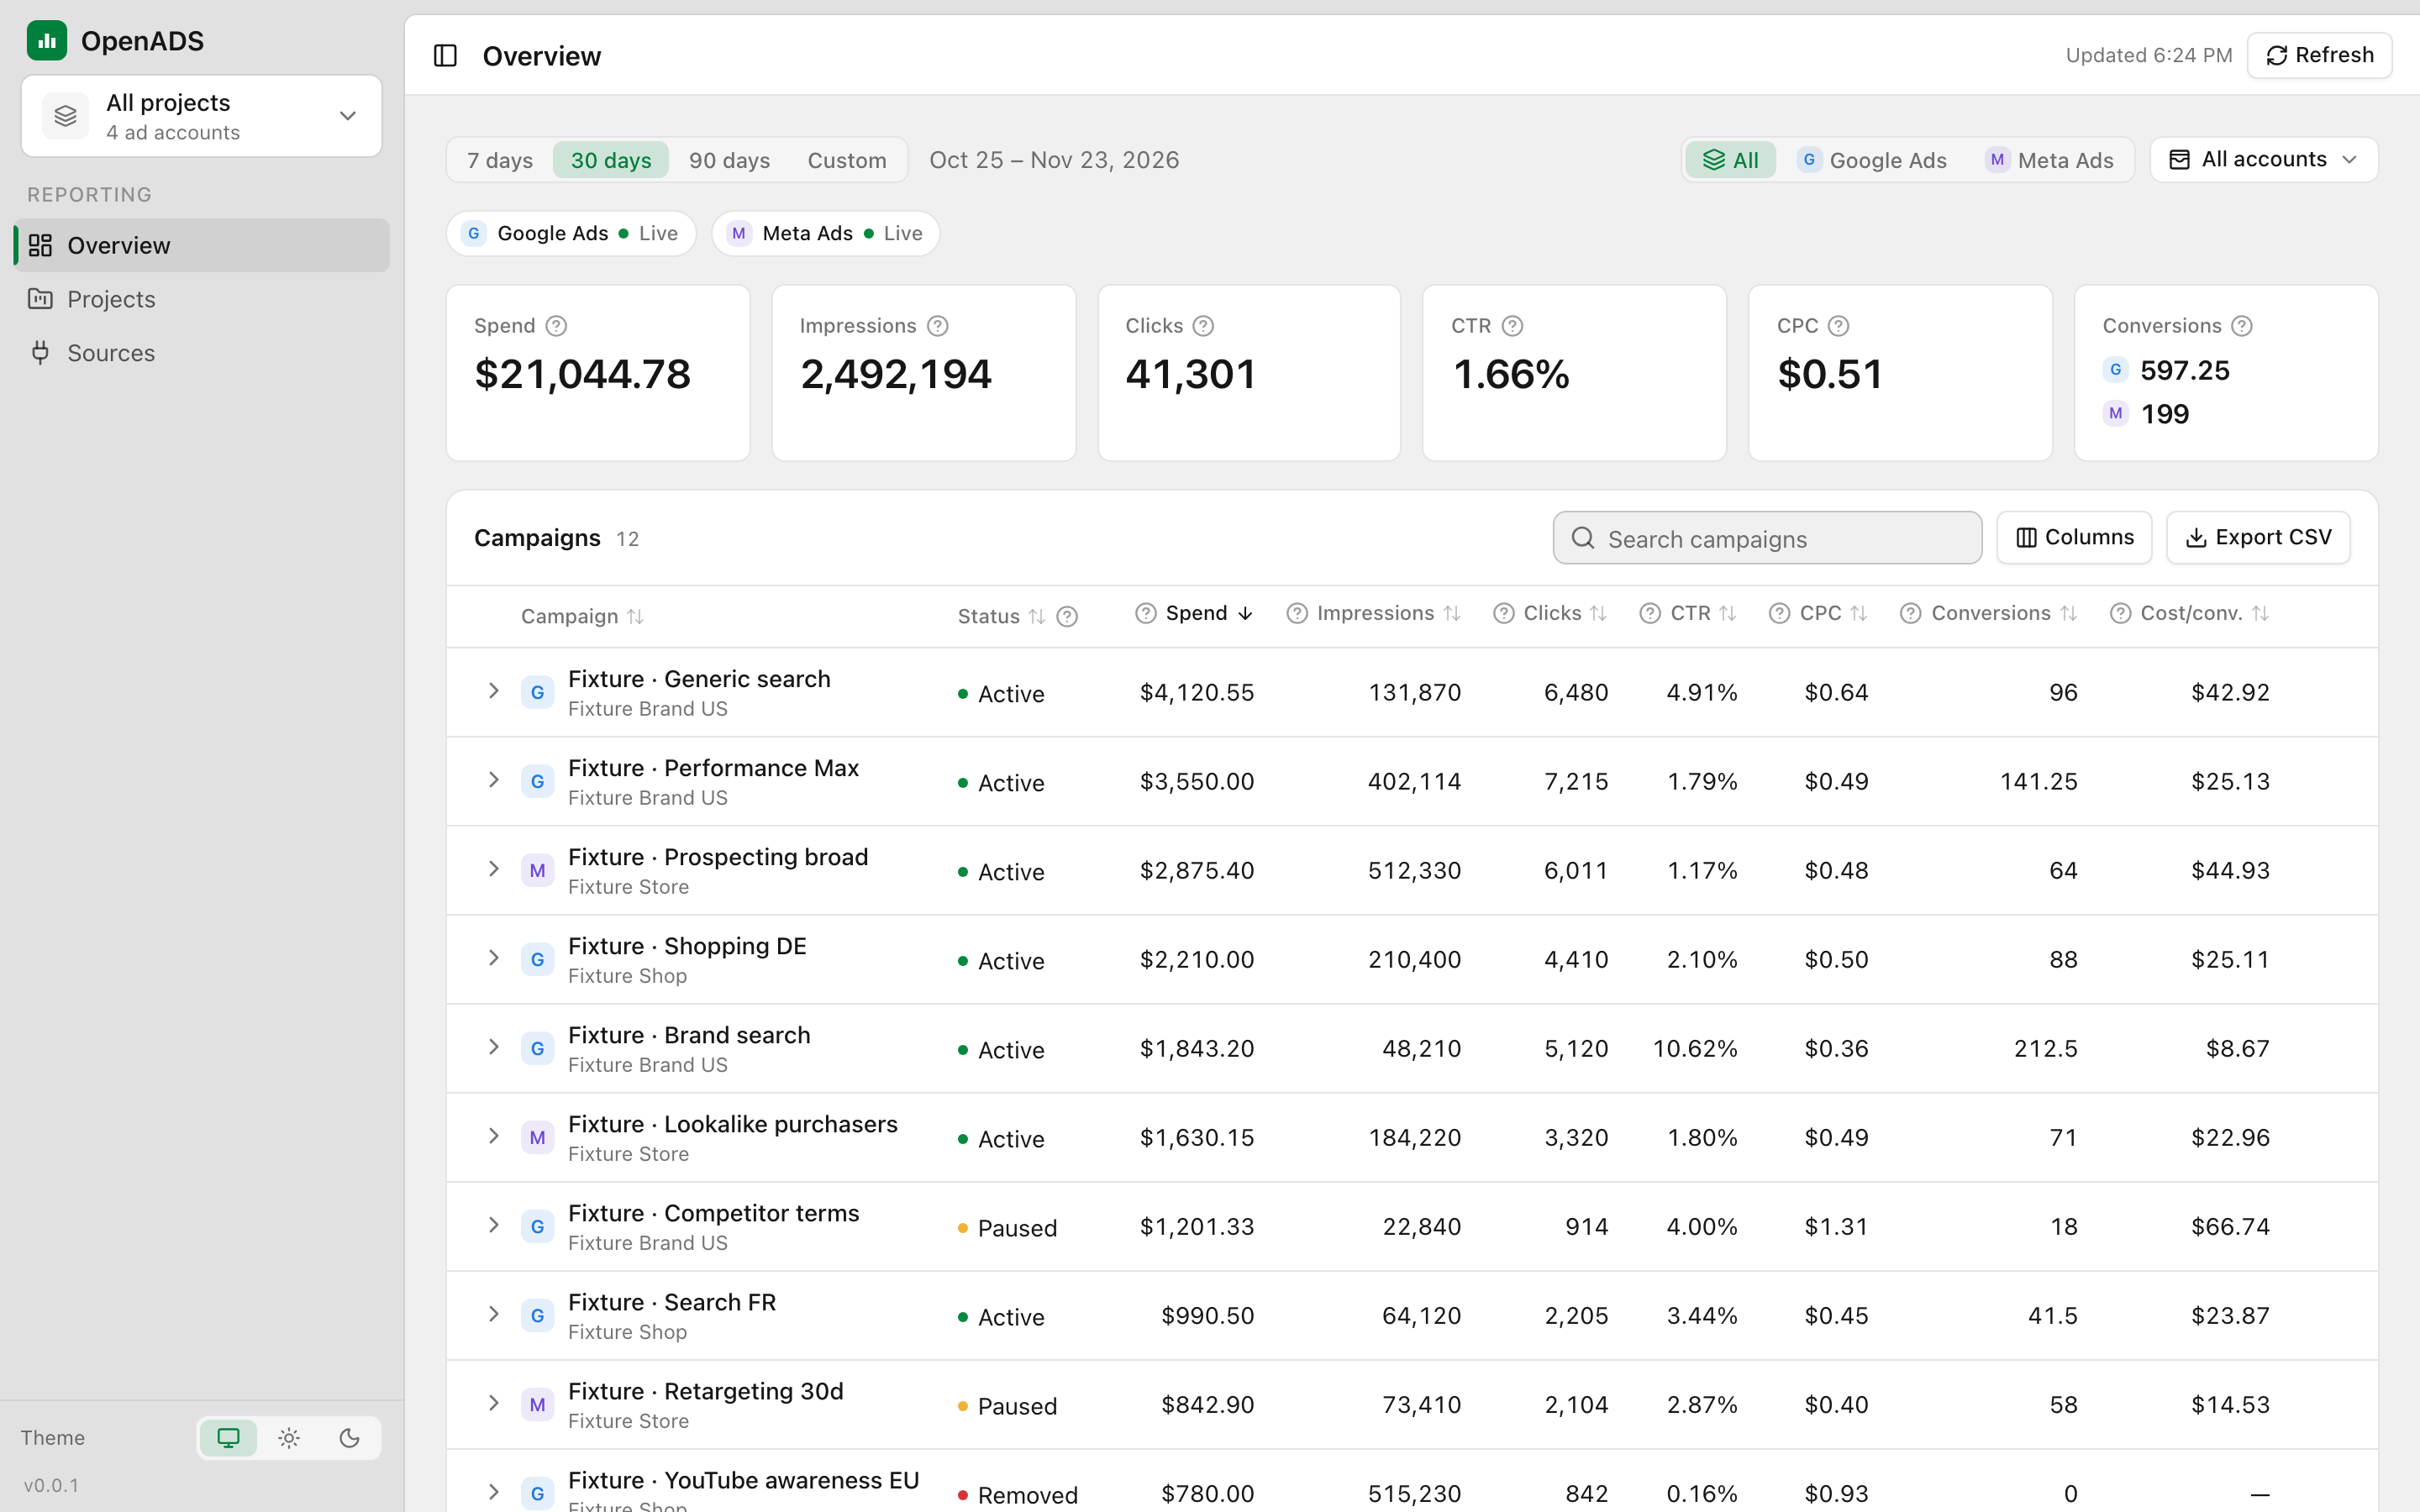 OpenADS
All projects
4 ad accounts
REPORTING
Overview
Projects
Sources
Theme
v0.0.1
Overview
Updated 6:24 PM
Refresh
7 days 30 days 90 days Custom Oct 25 – Nov 23, 2026
All G Google Ads M Meta Ads All accounts
G Google Ads Live M Meta Ads Live
Spend
$21,044.78
Impressions
2,492,194
Clicks
41,301
CTR
1.66%
CPC
$0.51
Conversions
G 597.25
M 199
Campaigns 12
Search campaigns
Columns
Export CSV
Campaign Status Spend Impressions Clicks CTR CPC Conversions Cost/conv.
G Fixture · Generic search Active $4,120.55 131,870 6,480 4.91% $0.64 96 $42.92
Fixture Brand US
G Fixture · Performance Max Active $3,550.00 402,114 7,215 1.79% $0.49 141.25 $25.13
Fixture Brand US
M Fixture · Prospecting broad Active $2,875.40 512,330 6,011 1.17% $0.48 64 $44.93
Fixture Store
G Fixture · Shopping DE Active $2,210.00 210,400 4,410 2.10% $0.50 88 $25.11
Fixture Shop
G Fixture · Brand search Active $1,843.20 48,210 5,120 10.62% $0.36 212.5 $8.67
Fixture Brand US
M Fixture · Lookalike purchasers Active $1,630.15 184,220 3,320 1.80% $0.49 71 $22.96
Fixture Store
G Fixture · Competitor terms Paused $1,201.33 22,840 914 4.00% $1.31 18 $66.74
Fixture Brand US
G Fixture · Search FR Active $990.50 64,120 2,205 3.44% $0.45 41.5 $23.87
Fixture Shop
M Fixture · Retargeting 30d Paused $842.90 73,410 2,104 2.87% $0.40 58 $14.53
Fixture Store
G Fixture · YouTube awareness EU Removed $780.00 515,230 842 0.16% $0.93 0 —
Fixture Shop